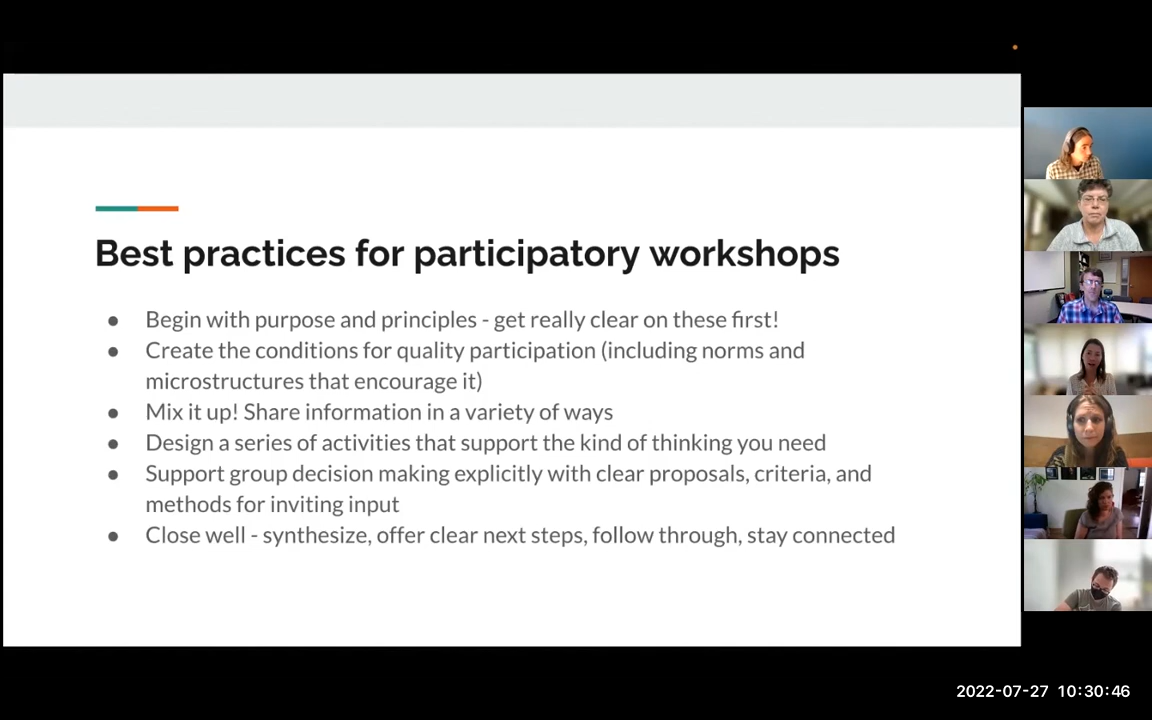 Best practices for participatory workshops
● Begin with purpose and principles - get really clear on these first!
● Create the conditions for quality participation (including norms and
microstructures that encourage it)
● Mix it up! Share information in a variety of ways
● Design a series of activities that support the kind of thinking you need
● Support group decision making explicitly with clear proposals, criteria, and
methods for inviting input
● Close well - synthesize, offer clear next steps, follow through, stay connected
2022-07-27 10:30:46